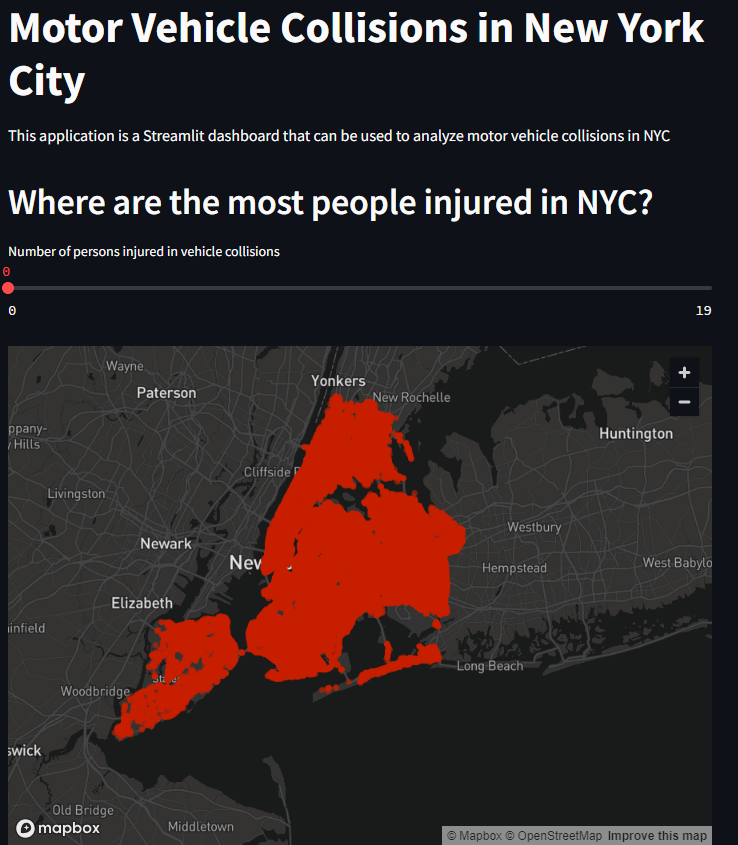 Motor Vehicle Collisions in New York
City
This application is a Streamlit dashboard that can be used to analyze motor vehicle collisions in NYC
Where are the most people injured in NYC?
Number of persons injured in vehicle collisions
0
0 19
Wayne
Yonkers
Paterson
New Rochelle
+
−
ppany-
Hills
Huntington
Cliffside P
Livingston
Westbury
Newark
New
Hempstead
West Babylo
Elizabeth
infield
Long Beach
State
Woodbridge
swick
Old Bridge
Middletown
mapbox
© Mapbox © OpenStreetMap Improve this map